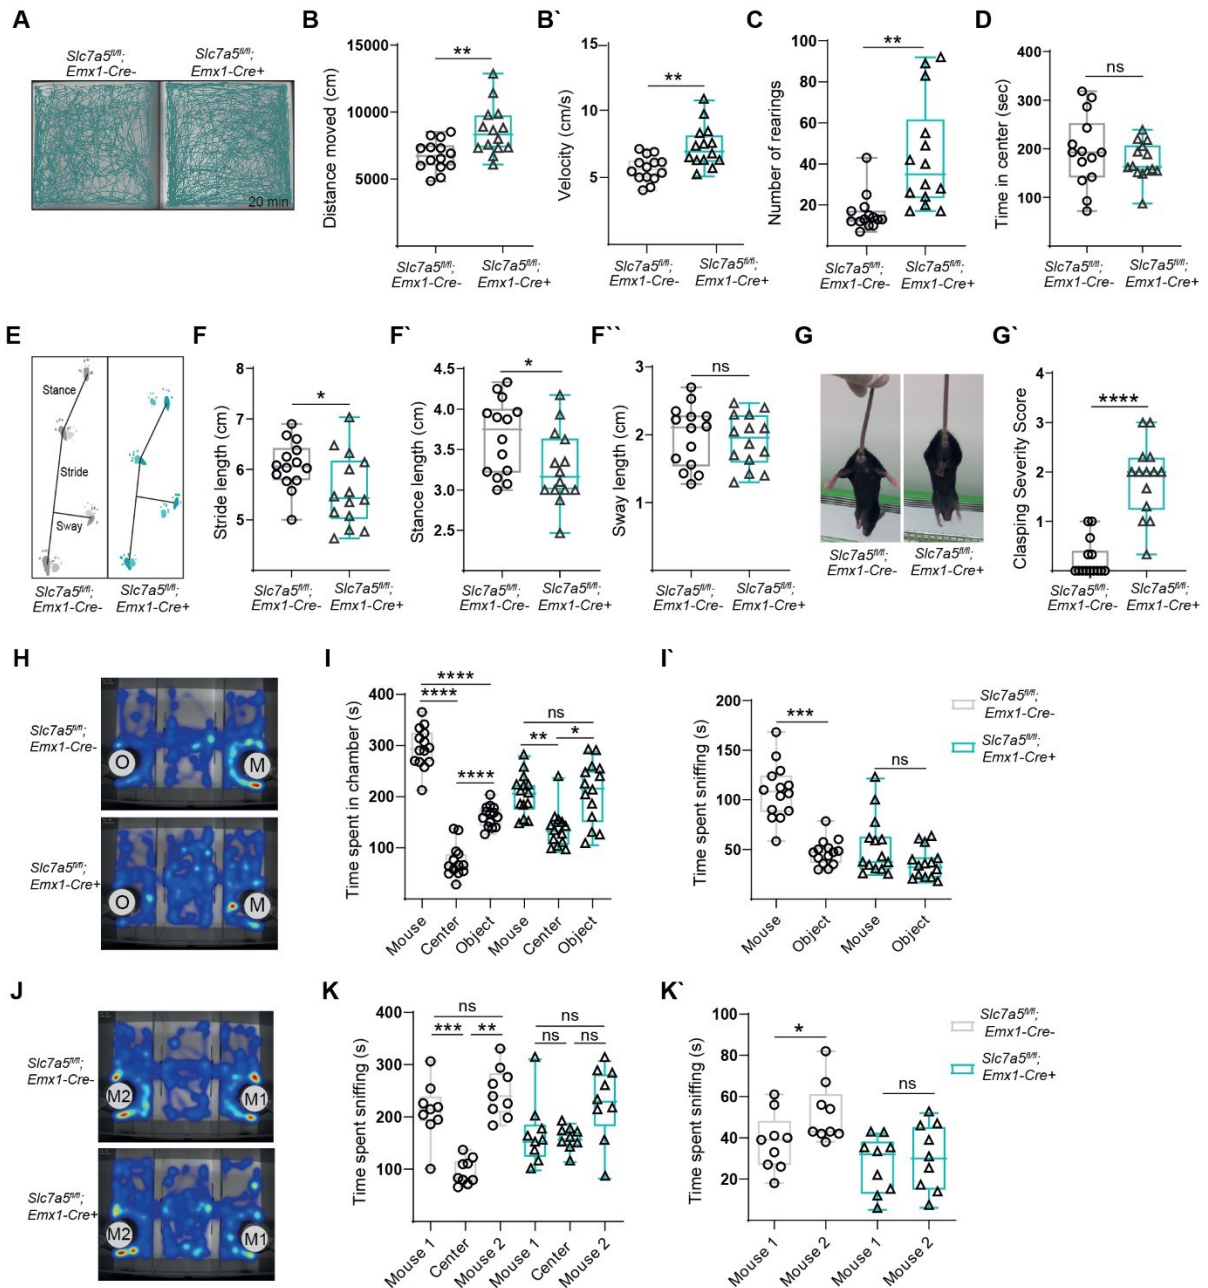 A
Slc7a5fl/fl;
Emx1-Cre-
Slc7a5fl/fl;
Emx1-Cre+
20 min
B
Distance moved (cm)
15000
10000
5000
**
Slc7a5fl/fl;
Emx1-Cre-
Slc7a5fl/fl;
Emx1-Cre+
B`
Velocity (cm/s)
15
10
5
**
Slc7a5fl/fl;
Emx1-Cre-
Slc7a5fl/fl;
Emx1-Cre+
C
Number of rearings
100
80
60
40
20
**
Slc7a5fl/fl;
Emx1-Cre-
Slc7a5fl/fl;
Emx1-Cre+
D
Time in center (sec)
400
300
200
100
ns
Slc7a5fl/fl;
Emx1-Cre-
Slc7a5fl/fl;
Emx1-Cre+
E
Stance
Stride
Sway
Slc7a5fl/fl;
Emx1-Cre-
Slc7a5fl/fl;
Emx1-Cre+
F
Stride length (cm)
8
7
6
5
*
Slc7a5fl/fl;
Emx1-Cre-
Slc7a5fl/fl;
Emx1-Cre+
F`
Stance length (cm)
4.5
4.0
3.5
3.0
2.5
*
Slc7a5fl/fl;
Emx1-Cre-
Slc7a5fl/fl;
Emx1-Cre+
F``
Sway length (cm)
3
2
1
ns
Slc7a5fl/fl;
Emx1-Cre-
Slc7a5fl/fl;
Emx1-Cre+
G
Slc7a5fl/fl;
Emx1-Cre-
Slc7a5fl/fl;
Emx1-Cre+
G`
Clasping Severity Score
4
3
2
1
0
****
Slc7a5fl/fl;
Emx1-Cre-
Slc7a5fl/fl;
Emx1-Cre+
H
Slc7a5fl/fl;
Emx1-Cre-
O
M
Slc7a5fl/fl;
Emx1-Cre+
O
M
I
Time spent in chamber (s)
400
300
200
100
****
****
****
ns
**
*
Mouse
Center
Object
Mouse
Center
Object
I`
Time spent sniffing (s)
200
150
100
50
***
ns
Mouse
Object
Mouse
Object
Slc7a5fl/fl;
Emx1-Cre-
Slc7a5fl/fl;
Emx1-Cre+
J
Slc7a5fl/fl;
Emx1-Cre-
M2
M1
Slc7a5fl/fl;
Emx1-Cre+
M2
M1
K
Time spent sniffing (s)
400
300
200
100
ns
***
**
ns
ns
ns
Mouse 1
Center
Mouse 2
Mouse 1
Center
Mouse 2
K`
Time spent sniffing (s)
100
80
60
40
20
*
ns
Mouse 1
Mouse 2
Mouse 1
Mouse 2
Slc7a5fl/fl;
Emx1-Cre-
Slc7a5fl/fl;
Emx1-Cre+